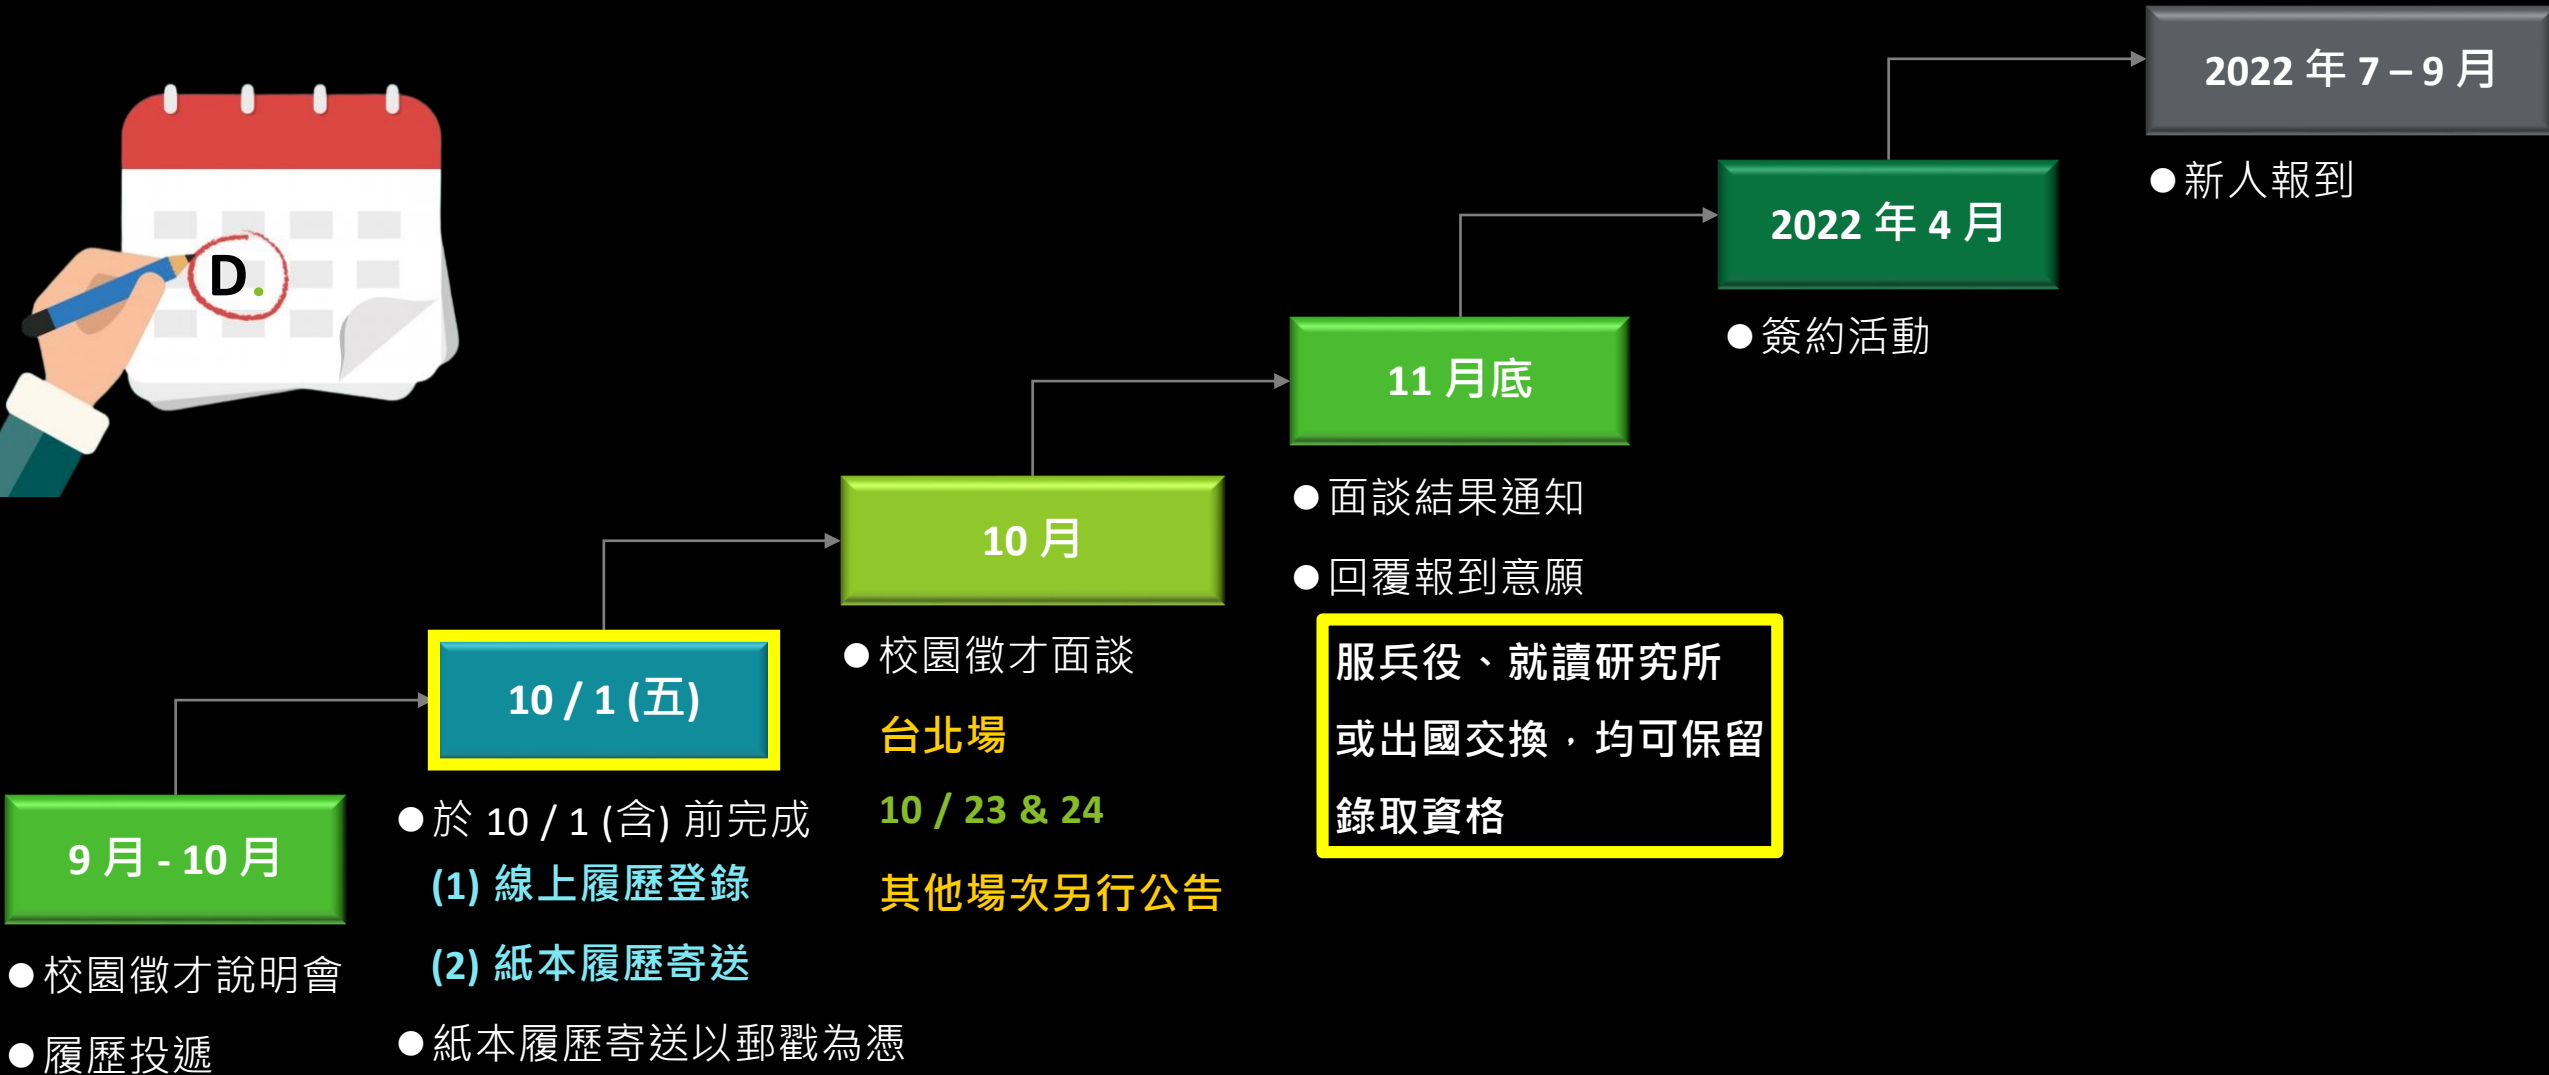 D.
9 月 - 10 月
●校園徵才說明會
●履歷投遞
10 / 1 (五)
●於 10 / 1 (含) 前完成
(1) 線上履歷登錄
(2) 紙本履歷寄送
●紙本履歷寄送以郵戳為憑
10 月
●校園徵才面談
台北場
10 / 23 & 24
其他場次另行公告
11 月底
●面談結果通知
●回覆報到意願
服兵役、就讀研究所
或出國交換，均可保留
錄取資格
2022 年 4 月
●簽約活動
2022 年 7 – 9 月
●新人報到